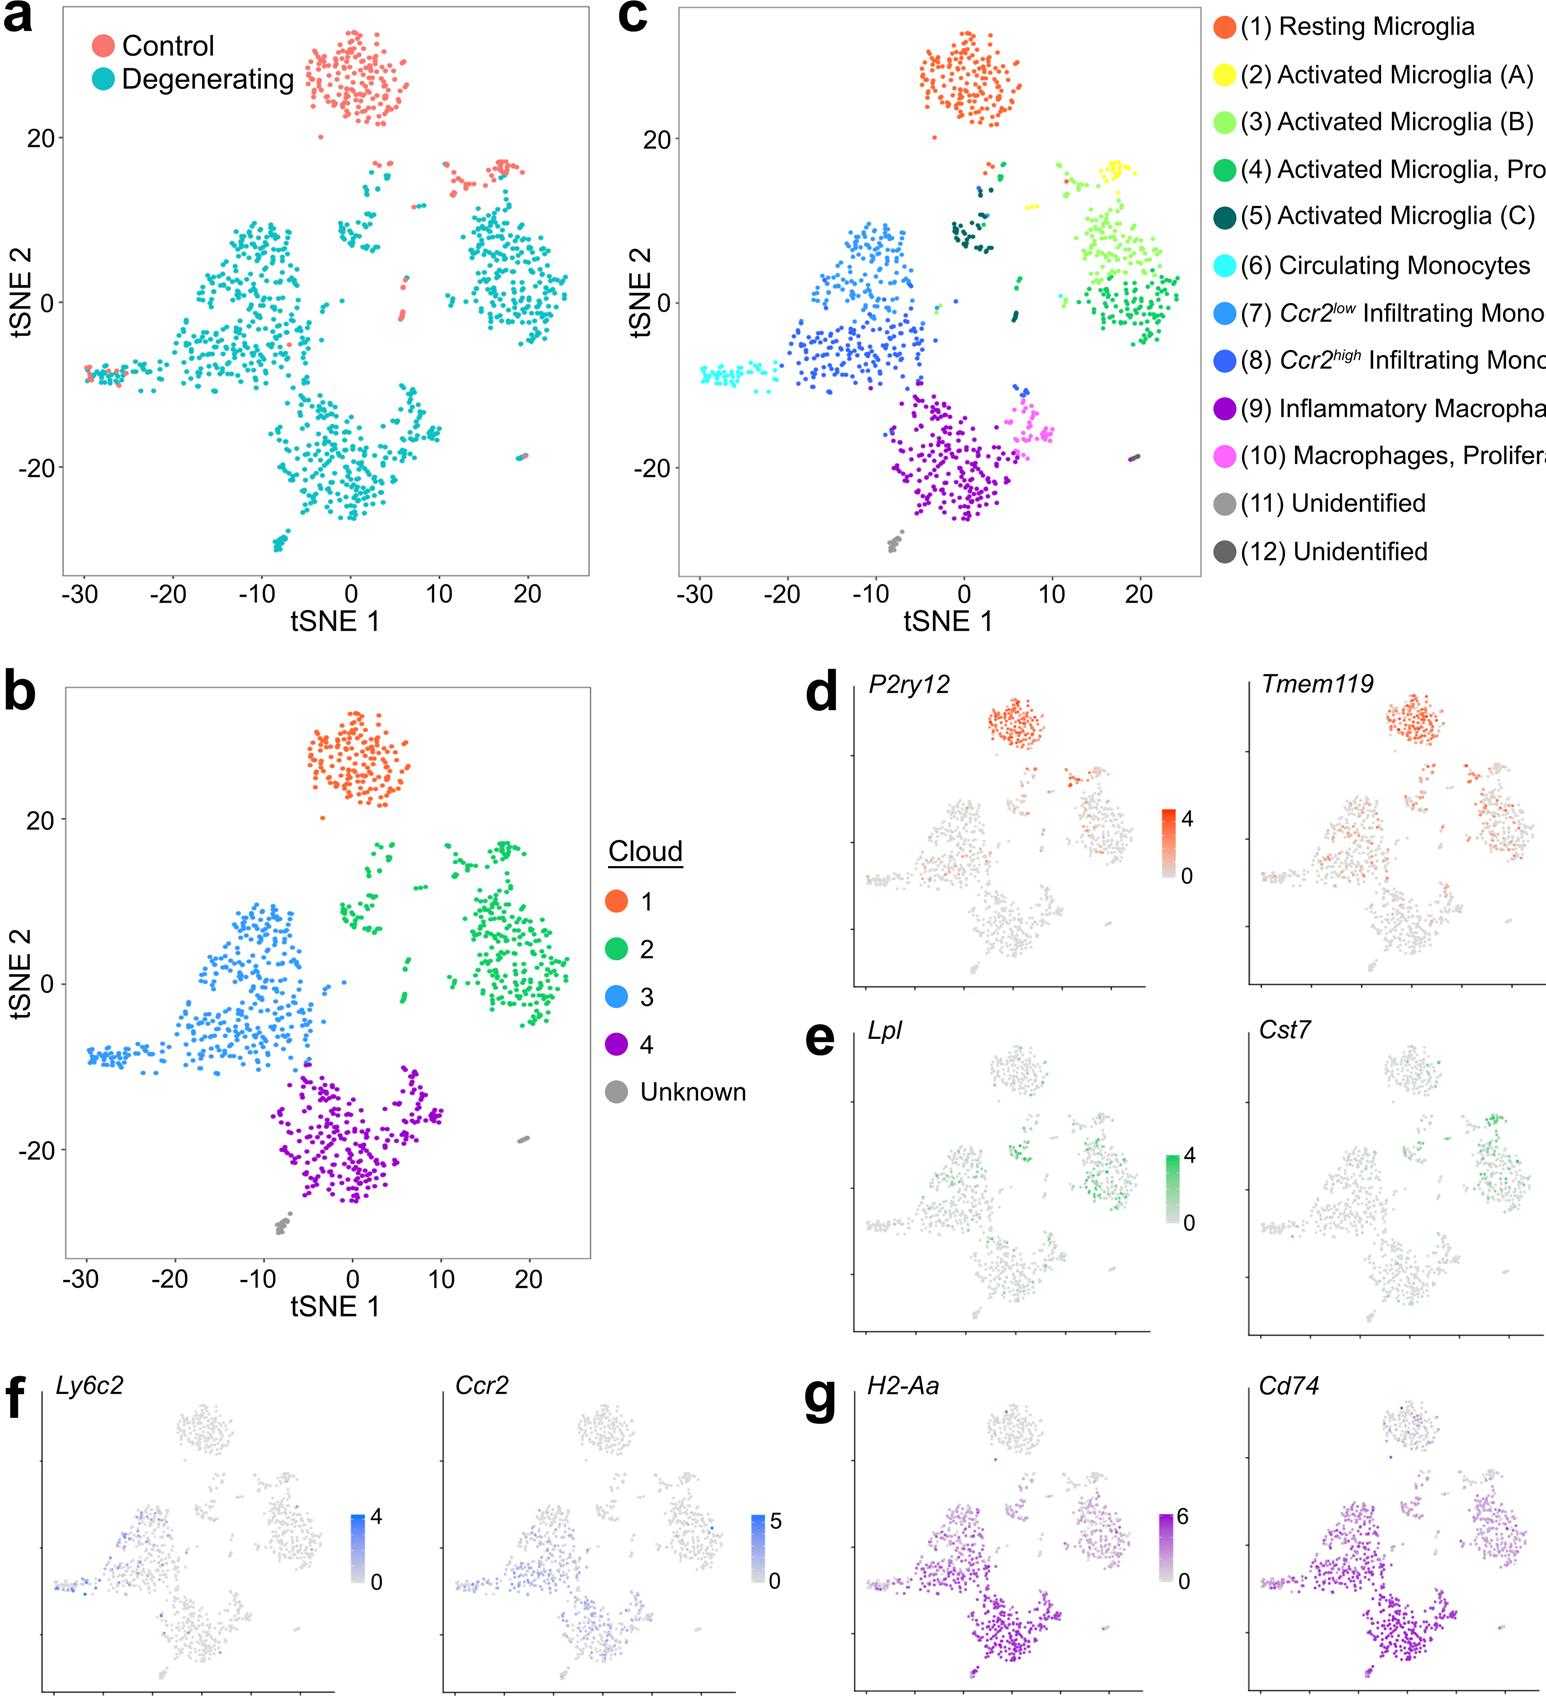 a
Control
Degenerating
20
0
-20
tSNE 2
-30 -20 -10 0 10 20
tSNE 1
c
20
0
-20
tSNE 2
-30 -20 -10 0 10 20
tSNE 1
(1) Resting Microglia
(2) Activated Microglia (A)
(3) Activated Microglia (B)
(4) Activated Microglia, Pro
(5) Activated Microglia (C)
(6) Circulating Monocytes
(7) Ccr2low Infiltrating Mono
(8) Ccr2high Infiltrating Mono
(9) Inflammatory Macropha
(10) Macrophages, Prolifera
(11) Unidentified
(12) Unidentified
b
20
0
-20
tSNE 2
-30 -20 -10 0 10 20
tSNE 1
Cloud
1
2
3
4
Unknown
d
P2ry12
4
0
Tmem119
e
Lpl
4
0
Cst7
f
Ly6c2
4
0
Ccr2
5
0
g
H2-Aa
6
0
Cd74